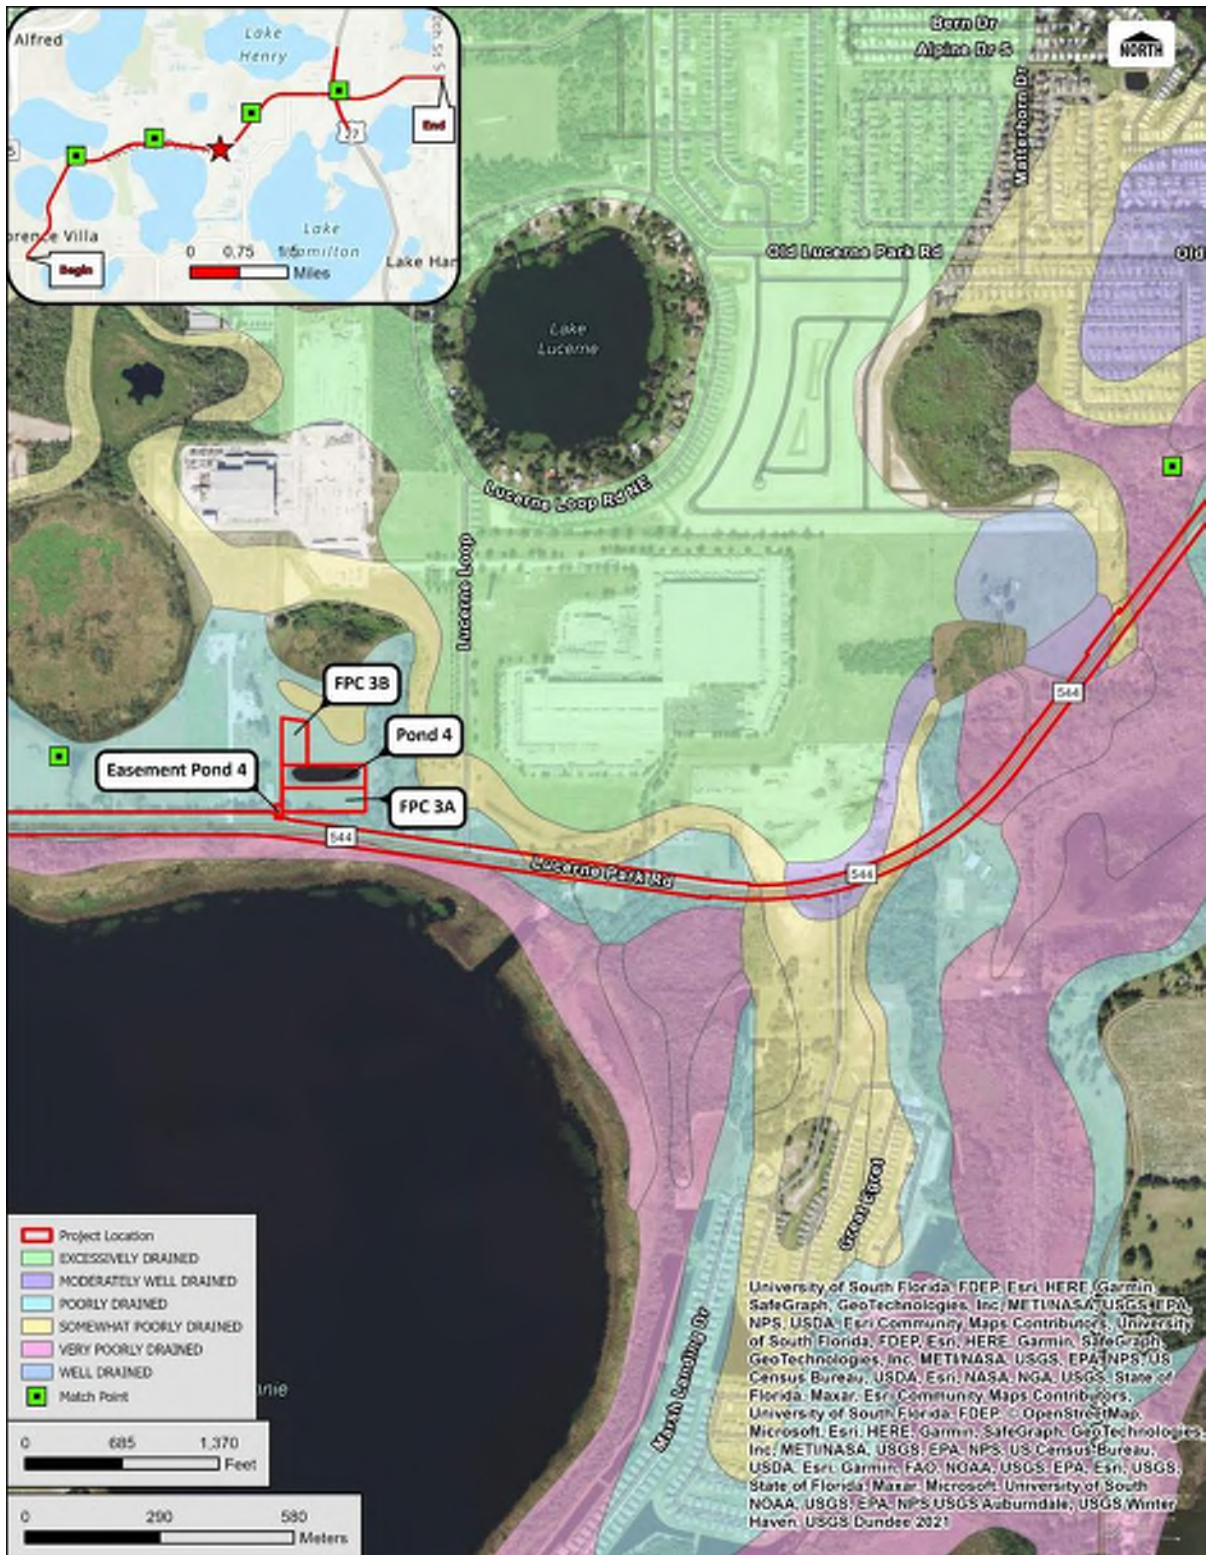 Alfred
Lake
Henry
27
End
Lake
Hamilton
Lake Ham
orence Villa
Begin
0 0.75 1.5
Miles
Bern Dr
Alpine Dr S
NORTH
Matterhorn Dr
Old Lucerne Park Rd
Old
Lake
Lucerne
Lucerne Loop Rd NE
Lucerne Loop
FPC 3B
Pond 4
Easement Pond 4
FPC 3A
544
544
544
Lucerne Park Rd
Great Egret
Marsh Landing Dr
Project Location
EXCESSIVELY DRAINED
MODERATELY WELL DRAINED
POORLY DRAINED
SOMEWHAT POORLY DRAINED
VERY POORLY DRAINED
WELL DRAINED
Match Point
nnie
0 685 1,370
Feet
0 290 580
Meters
University of South Florida, FDEP, Esri, HERE, Garmin,
SafeGraph, GeoTechnologies, Inc, METI/NASA, USGS, EPA,
NPS, USDA, Esri Community Maps Contributors, University
of South Florida, FDEP, Esri, HERE, Garmin, SafeGraph,
GeoTechnologies, Inc, METI/NASA, USGS, EPA, NPS, US
Census Bureau, USDA, Esri, NASA, NGA, USGS, State of
Florida, Maxar, Esri Community Maps Contributors,
University of South Florida, FDEP, © OpenStreetMap,
Microsoft, Esri, HERE, Garmin, SafeGraph, GeoTechnologies,
Inc, METI/NASA, USGS, EPA, NPS, US Census Bureau,
USDA, Esri, Garmin, FAO, NOAA, USGS, EPA, Esri, USGS,
State of Florida, Maxar, Microsoft, University of South
NOAA, USGS, EPA, NPS USGS Auburndale, USGS Winter
Haven, USGS Dundee 2021